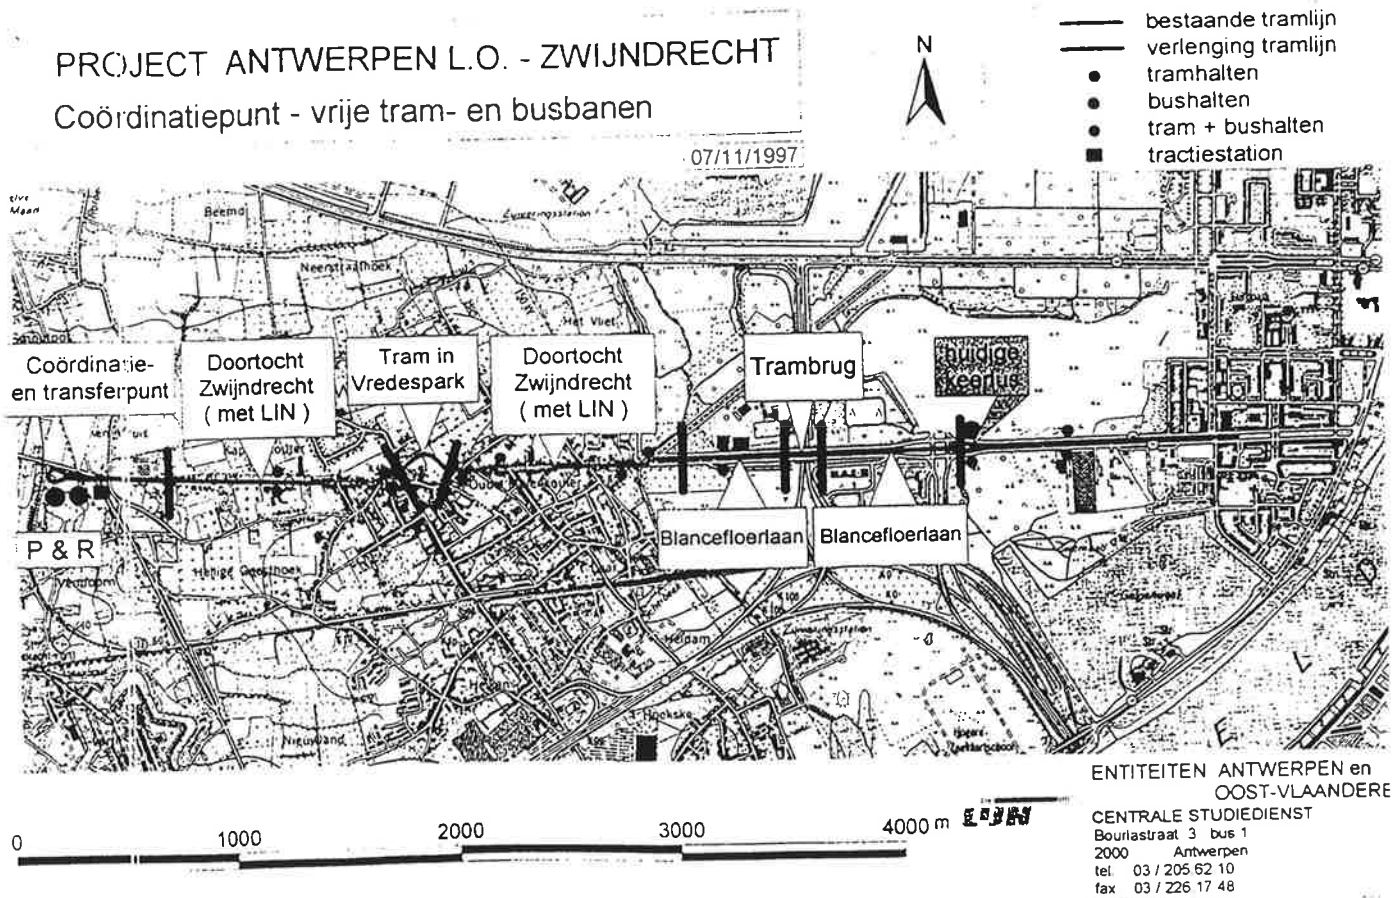 PROJECT ANTWERPEN L.O. - ZWIJNDRECHT
Coördinatiepunt - vrije tram- en busbanen
07/11/1997
N
bestaande tramlijn
verlenging tramlijn
tramhalten
bushalten
tram + bushalten
tractiestation
Beemd
Zuiveringsstation
Neerstraathoek
Het Vliet
Coördinatie-
en transferpunt
Doortocht
Zwijndrecht
( met LIN )
Tram in
Vredespark
Doortocht
Zwijndrecht
( met LIN )
Trambrug
huidige
keerlus
P & R
Blancefloerlaan
Blancefloerlaan
Heldam
Nieuwland
Hoekske
E
L
0
1000
2000
3000
4000 m
ENTITEITEN ANTWERPEN en
OOST-VLAANDERE
CENTRALE STUDIEDIENST
Bourlastraat 3 bus 1
2000 Antwerpen
tel. 03 / 205 62 10
fax 03 / 226 17 48